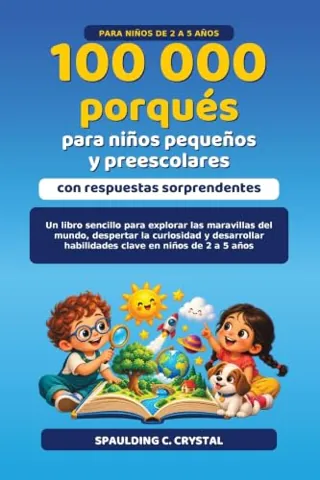 PARA NIÑOS DE 2 A 5 AÑOS
100 000
porqués
para niños pequeños
y preescolares
con respuestas sorprendentes
Un libro sencillo para explorar las maravillas del
mundo, despertar la curiosidad y desarrollar
habilidades clave en niños de 2 a 5 años
SPAULDING C. CRYSTAL